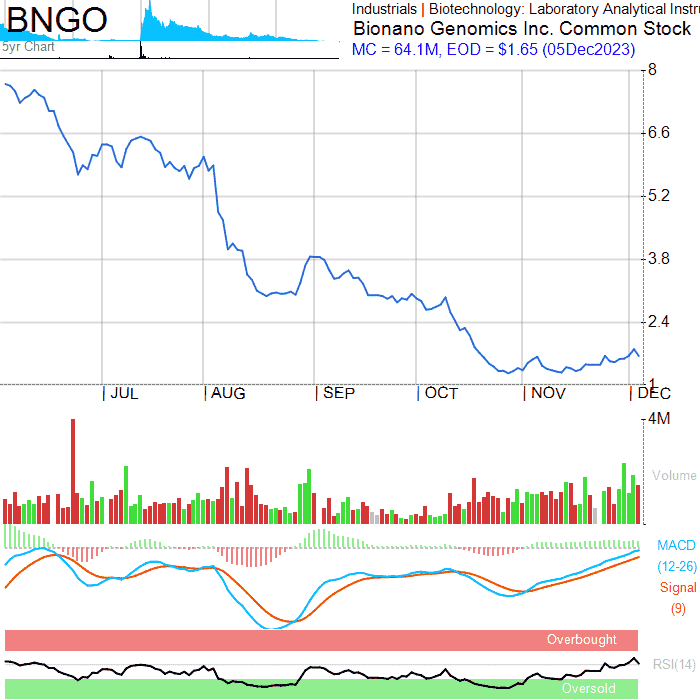 BNGO
5yr Chart
Industrials | Biotechnology: Laboratory Analytical Instru
Bionano Genomics Inc. Common Stock
MC = 64.1M, EOD = $1.65 (05Dec2023)
8
6.6
5.2
3.8
2.4
1
JUL AUG SEP OCT NOV DEC
4M
Volume
MACD
(12-26)
Signal
(9)
Overbought
RSI(14)
Oversold